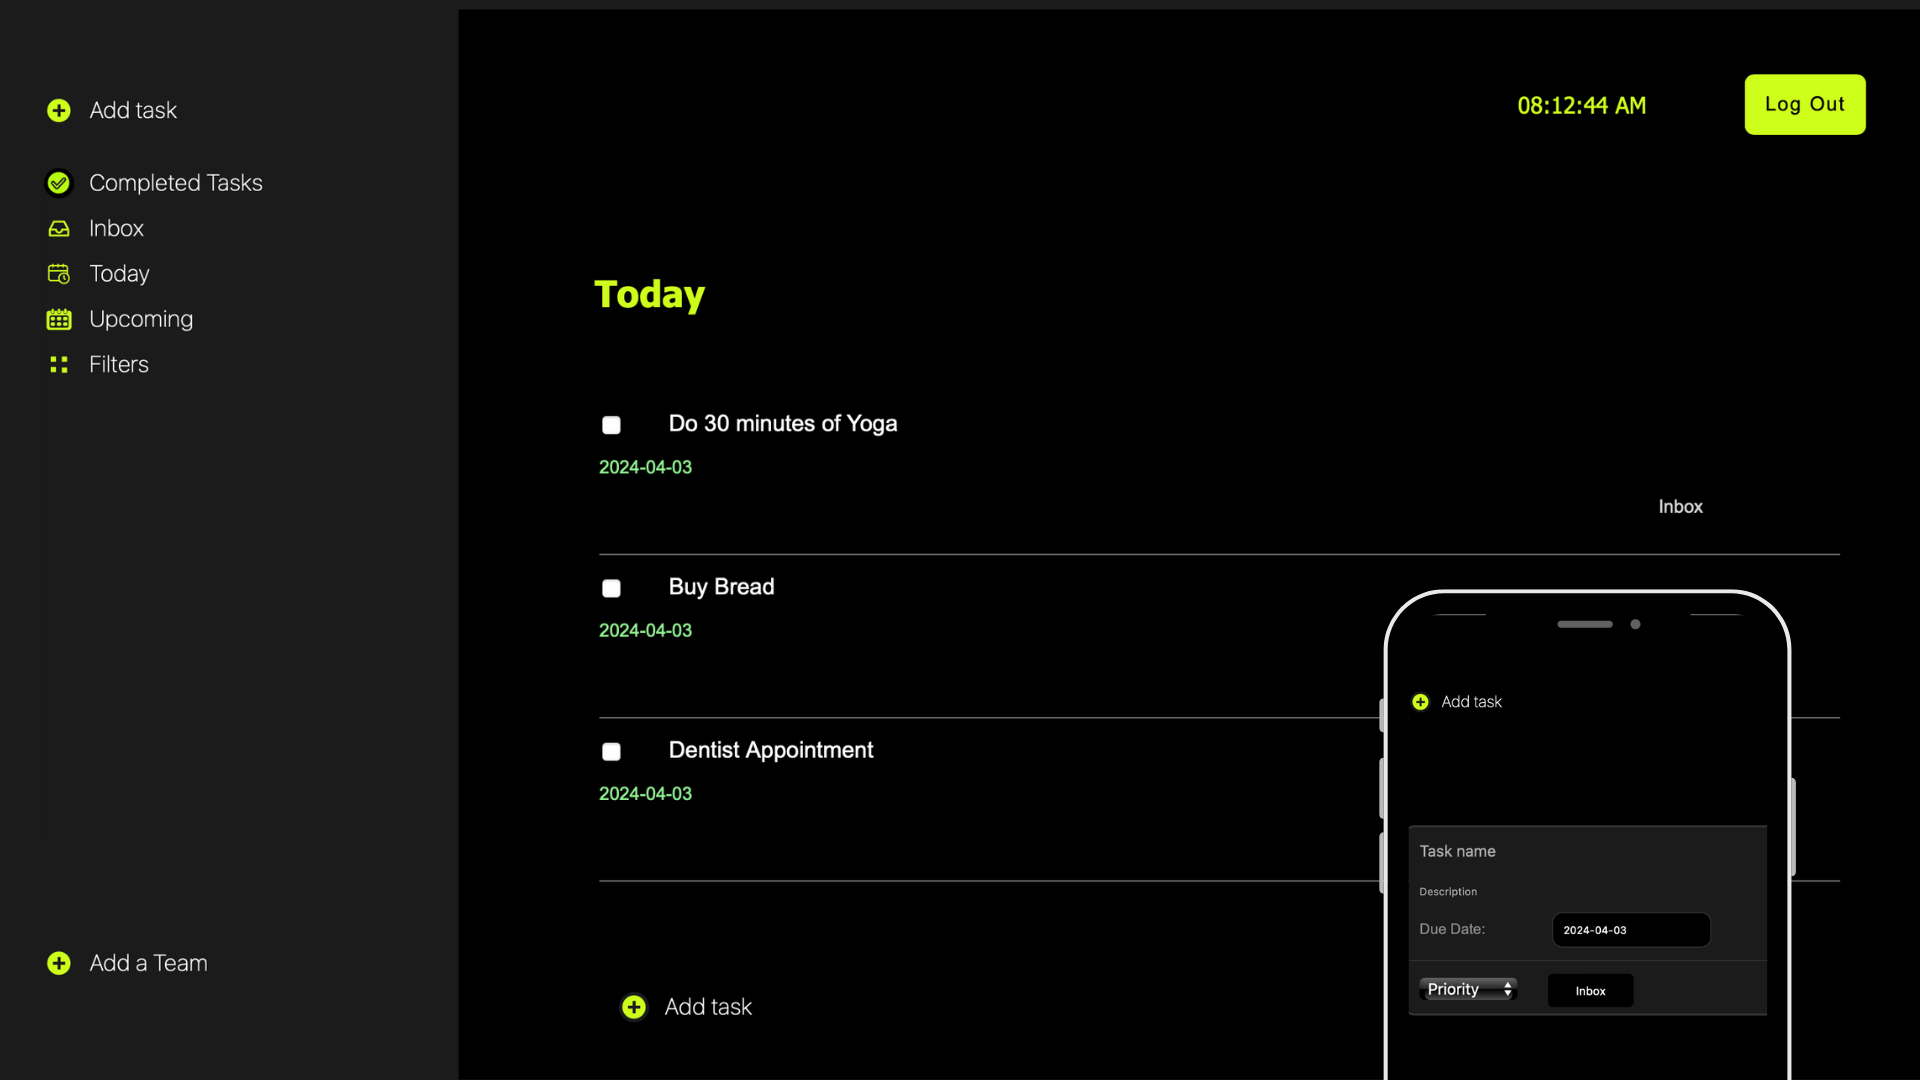 Add task
Completed Tasks
Inbox
Today
Upcoming
Filters
Add a Team
08:12:44 AM
Log Out
Today
Do 30 minutes of Yoga
2024-04-03
Inbox
Buy Bread
2024-04-03
Dentist Appointment
2024-04-03
Add task
Add task
Task name
Description
Due Date: 2024-04-03
Priority Inbox